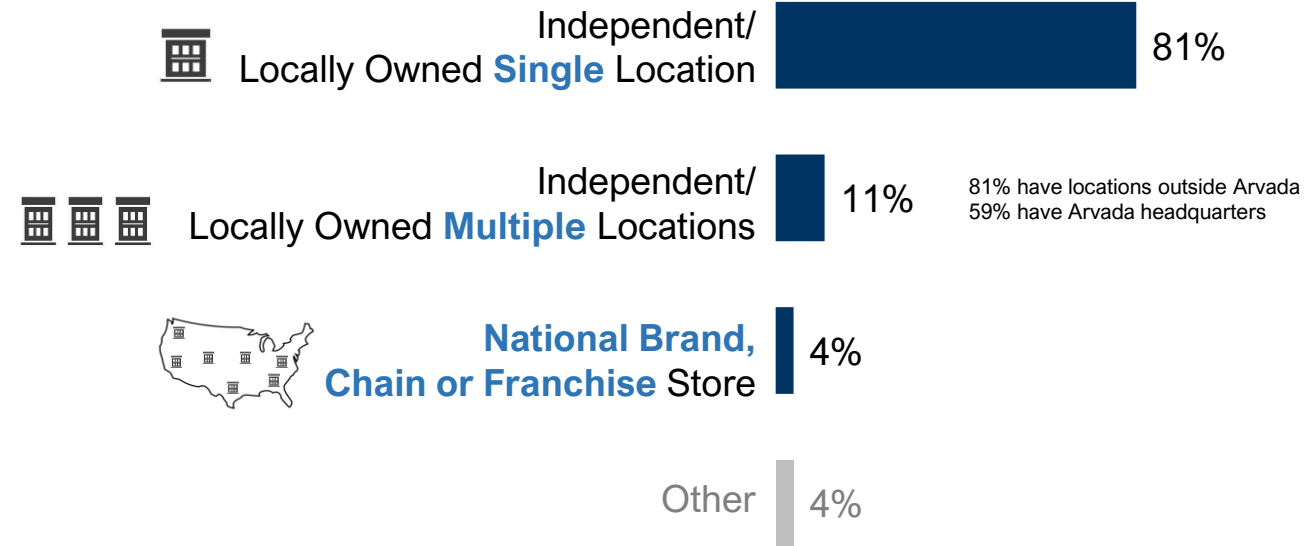 Independent/
Locally Owned Single Location
81%
Independent/
Locally Owned Multiple Locations
11%
81% have locations outside Arvada
59% have Arvada headquarters
National Brand,
Chain or Franchise Store
4%
Other
4%